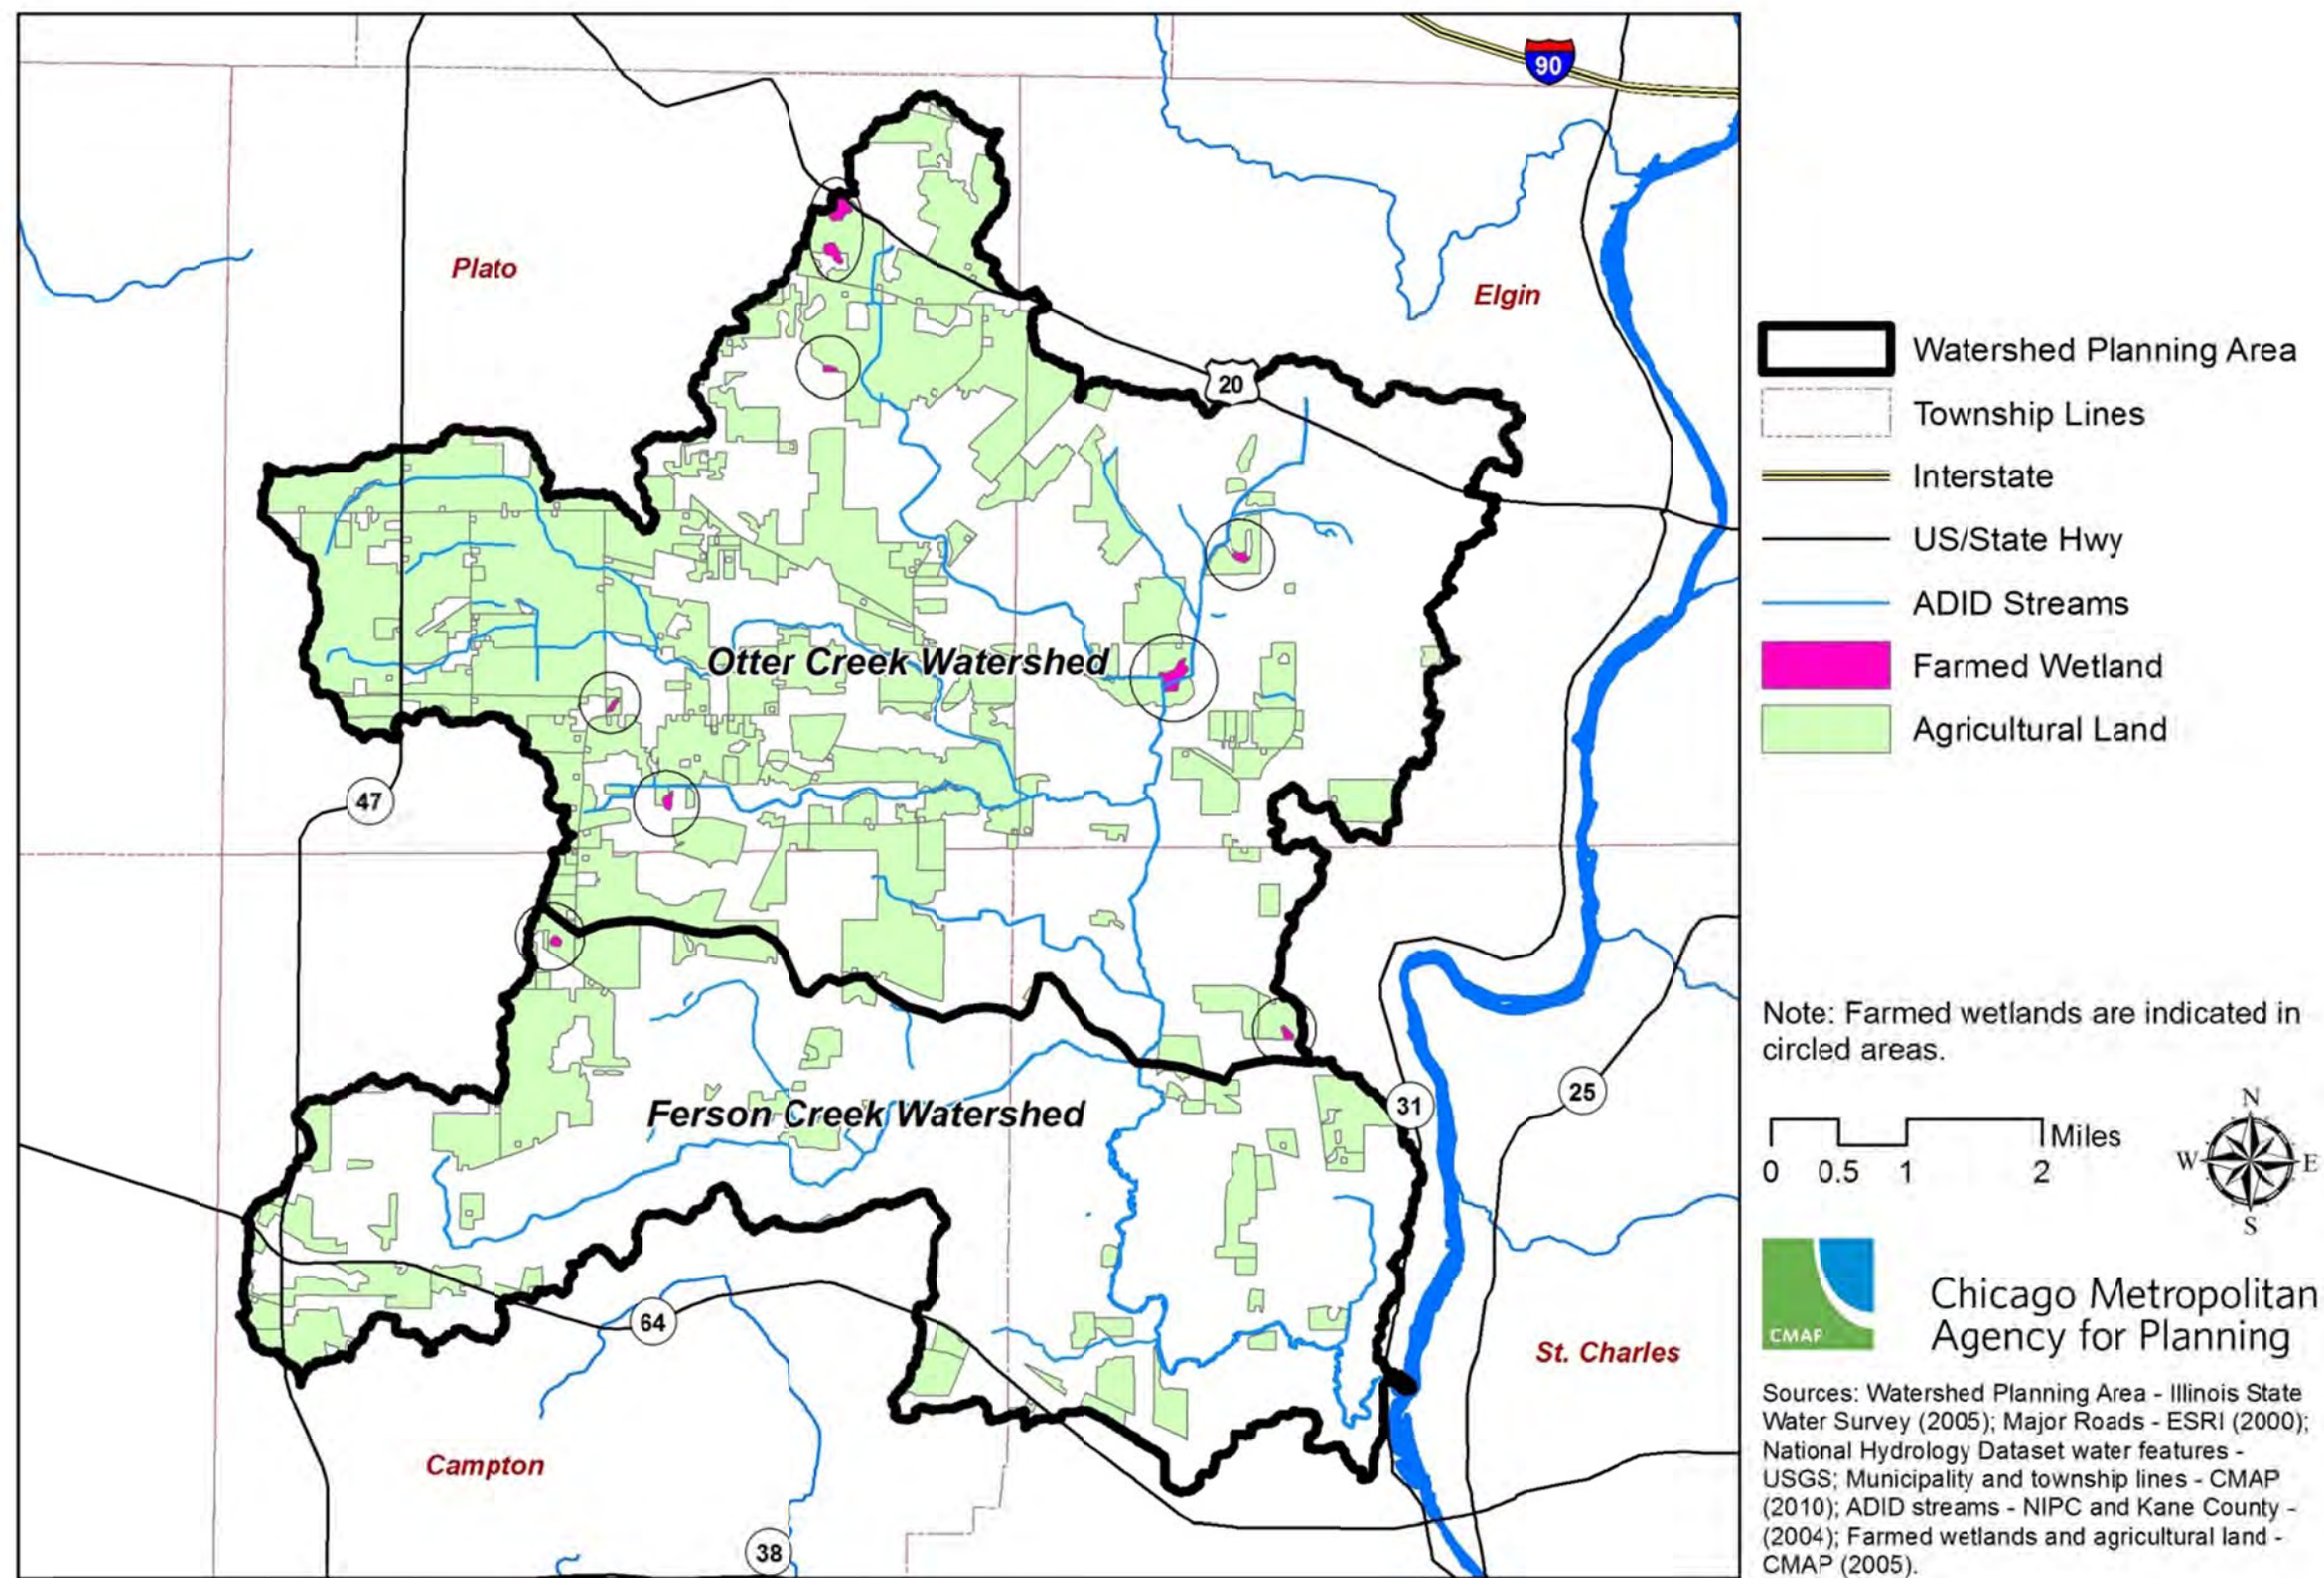 90
Plato
Elgin
20
Otter Creek Watershed
47
Ferson Creek Watershed
31
25
64
St. Charles
Campton
38
Watershed Planning Area
Township Lines
Interstate
US/State Hwy
ADID Streams
Farmed Wetland
Agricultural Land
Note: Farmed wetlands are indicated in
circled areas.
Miles
0 0.5 1 2
N
W E
S
CMAP
Chicago Metropolitan
Agency for Planning
Sources: Watershed Planning Area - Illinois State
Water Survey (2005); Major Roads - ESRI (2000);
National Hydrology Dataset water features -
USGS; Municipality and township lines - CMAP
(2010); ADID streams - NIPC and Kane County -
(2004); Farmed wetlands and agricultural land -
CMAP (2005).